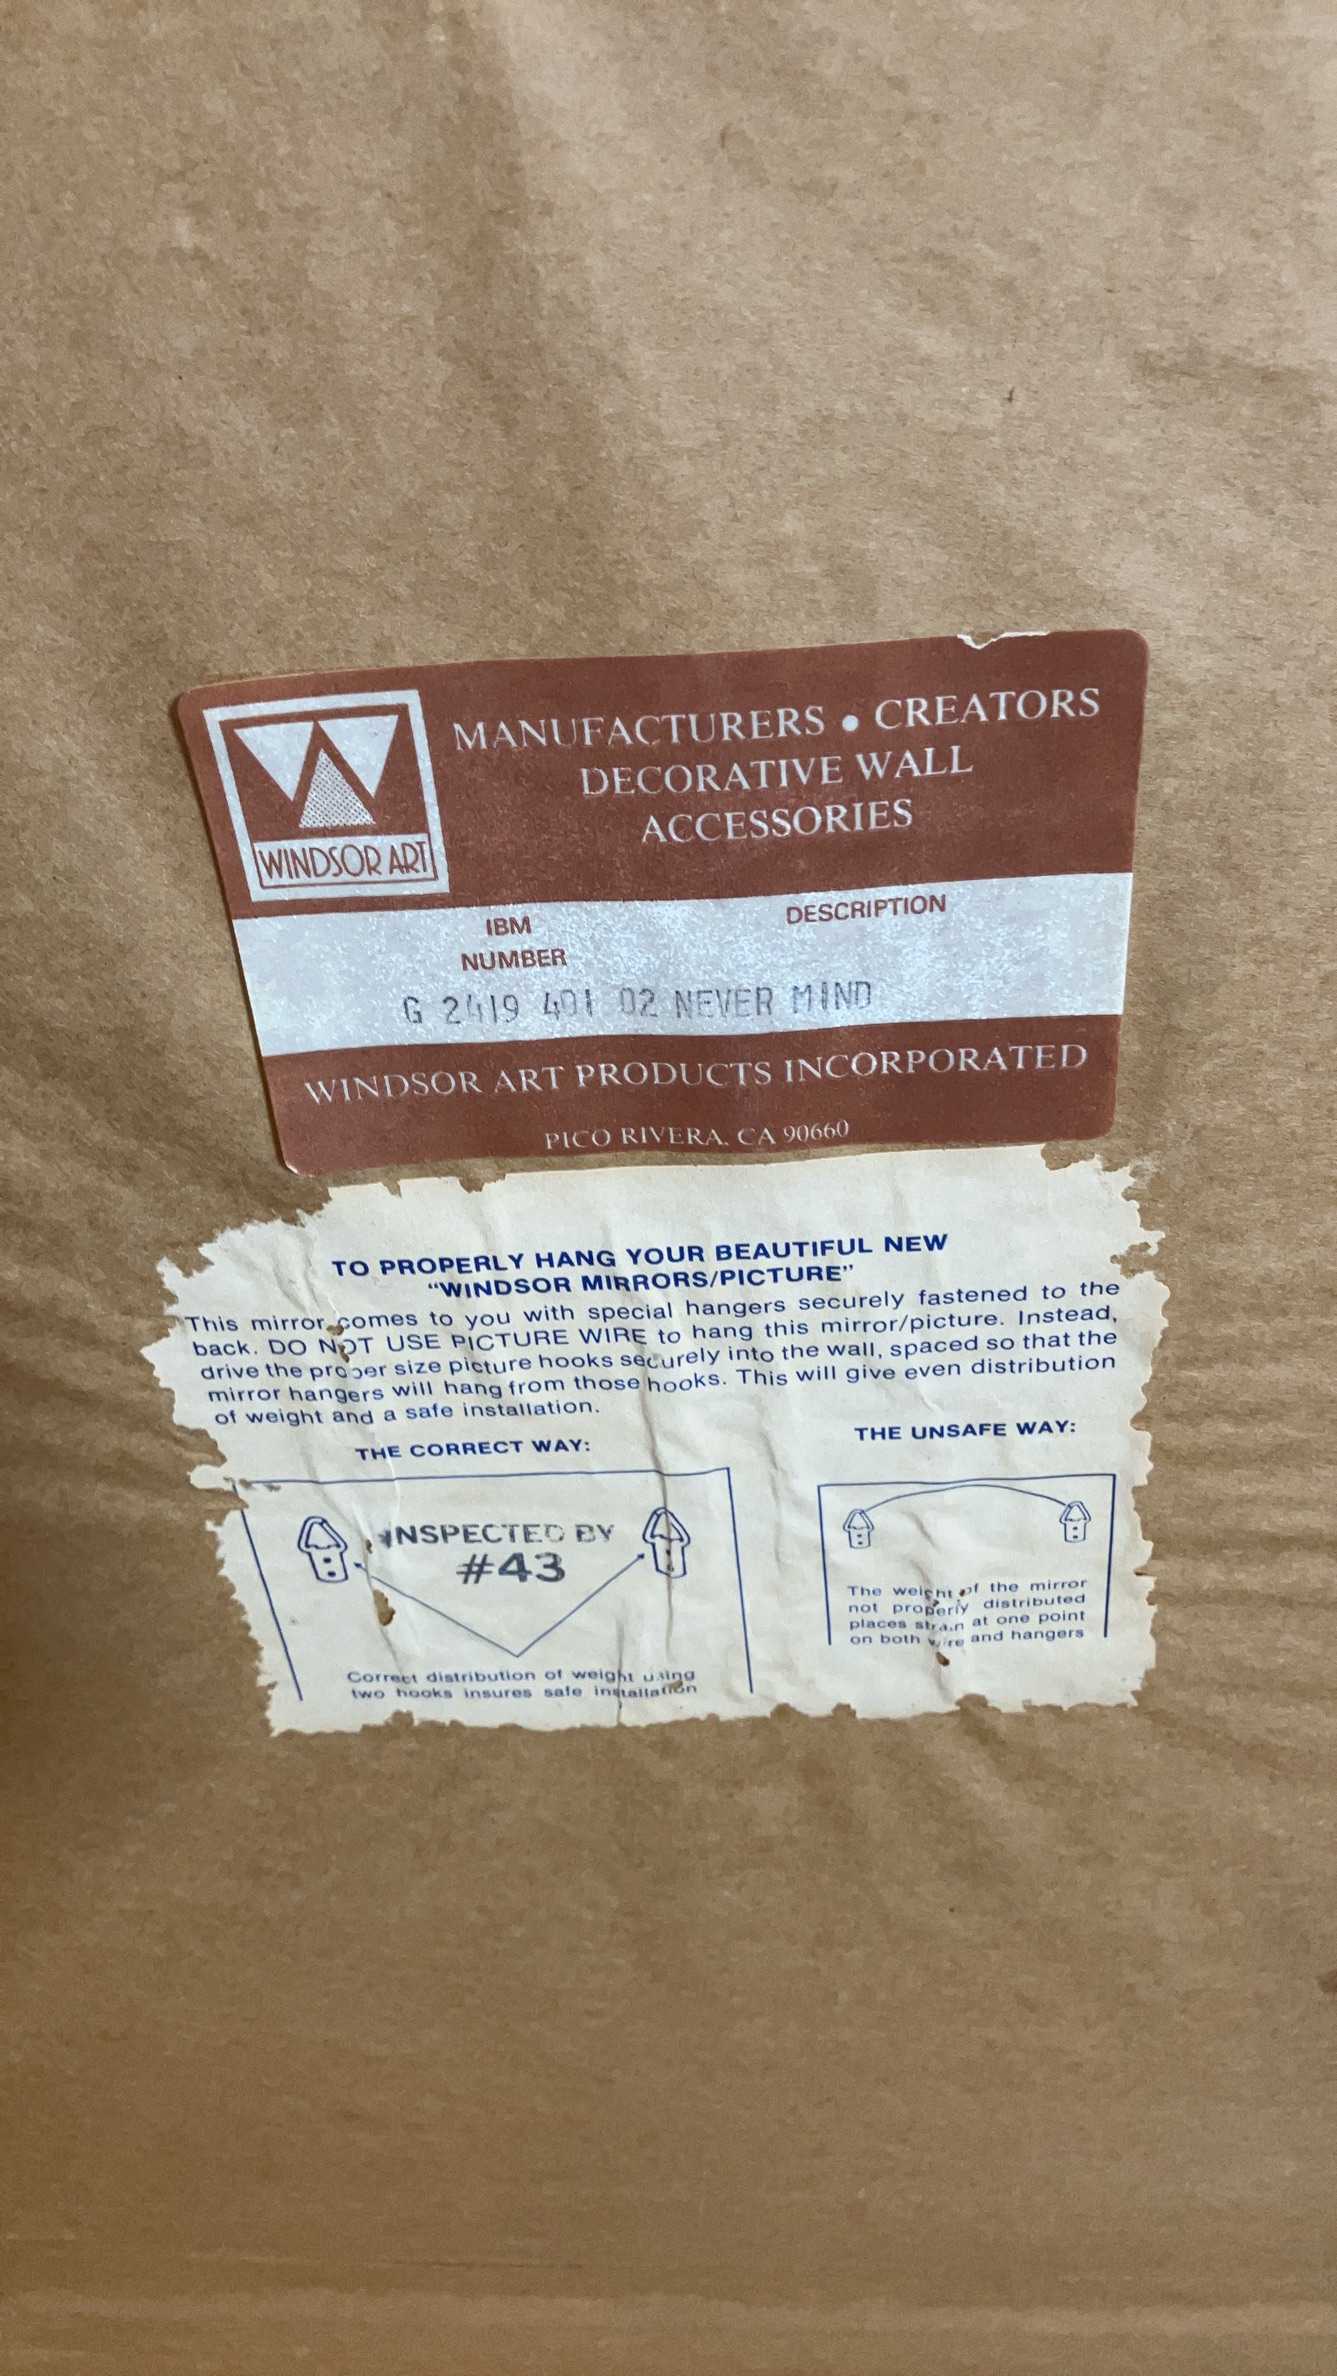 MANUFACTURERS • CREATORS
DECORATIVE WALL
ACCESSORIES
WINDSOR ART
IBM
NUMBER
DESCRIPTION
G 2419 401 02 NEVER MIND
WINDSOR ART PRODUCTS INCORPORATED
PICO RIVERA, CA 90660
TO PROPERLY HANG YOUR BEAUTIFUL NEW
“WINDSOR MIRRORS/PICTURE”
This mirror comes to you with special hangers securely fastened to the
back. DO NOT USE PICTURE WIRE to hang this mirror/picture. Instead,
drive the proper size picture hooks securely into the wall, spaced so that the
mirror hangers will hang from those hooks. This will give even distribution
of weight and a safe installation.
THE CORRECT WAY:
INSPECTED BY
#43
Correct distribution of weight using
two hooks insures safe installation
THE UNSAFE WAY:
The weight of the mirror
not properly distributed
places strain at one point
on both wire and hangers